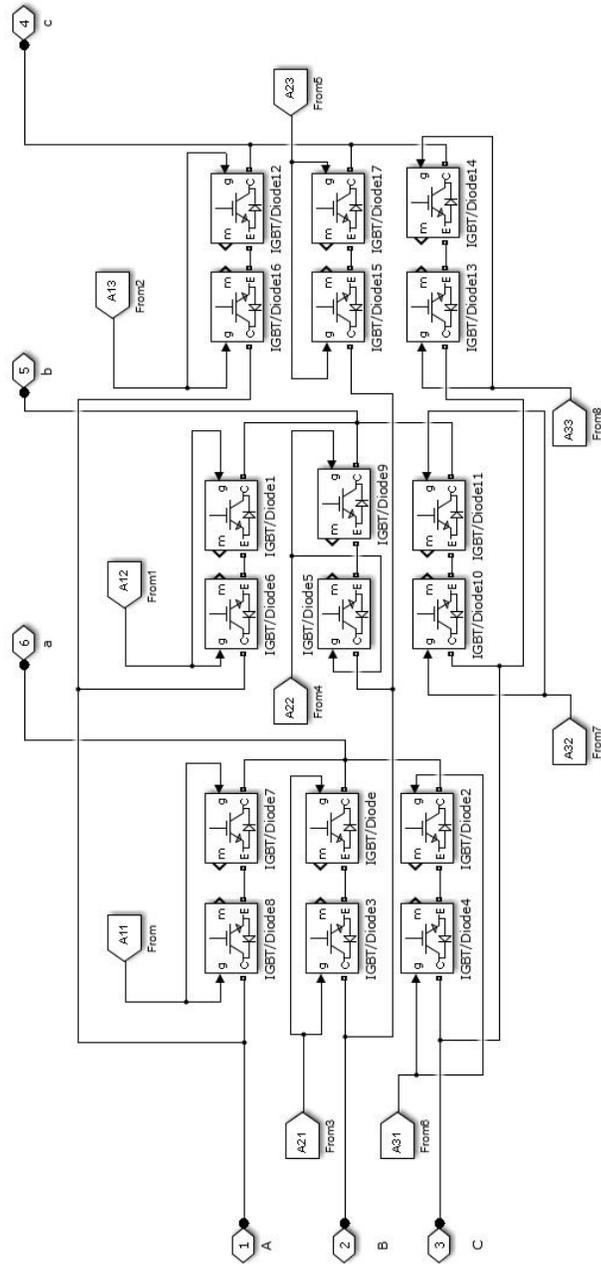 4
c
A23
From5
g
m
C
E
IGBT/Diode12
g
m
C
E
IGBT/Diode17
g
m
C
E
IGBT/Diode14
m
g
E
C
IGBT/Diode16
m
g
E
C
IGBT/Diode15
m
g
E
C
IGBT/Diode13
A13
From2
5
b
A33
From8
g
m
C
E
IGBT/Diode1
g
m
C
E
IGBT/Diode9
g
m
C
E
IGBT/Diode11
A12
From1
m
g
E
C
IGBT/Diode6
IGBT/Diode5
m
g
E
C
m
g
E
C
IGBT/Diode10
6
a
A22
From4
A32
From7
g
m
C
E
IGBT/Diode7
g
m
C
E
IGBT/Diode
g
m
C
E
IGBT/Diode2
A11
From
m
g
E
C
IGBT/Diode8
m
g
E
C
IGBT/Diode3
m
g
E
C
IGBT/Diode4
A21
From3
A31
From6
1
A
2
B
3
C